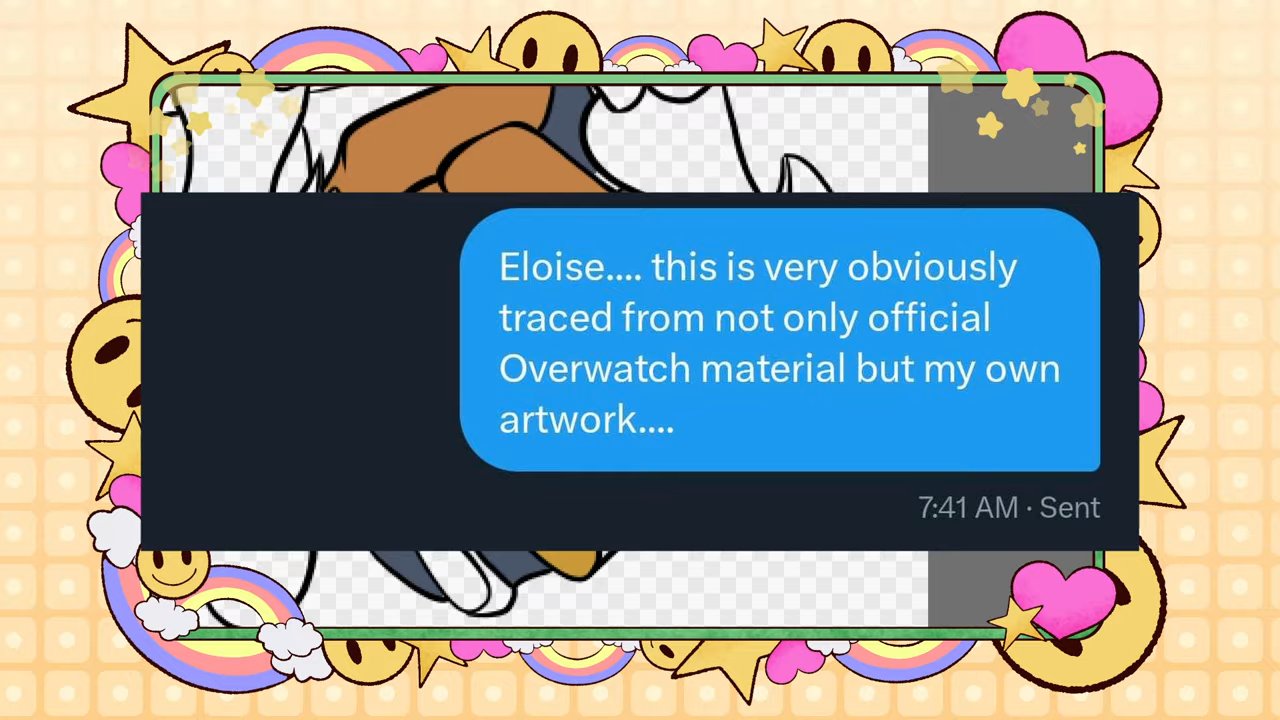 Eloise.... this is very obviously
traced from not only official
Overwatch material but my own
artwork....
7:41 AM · Sent